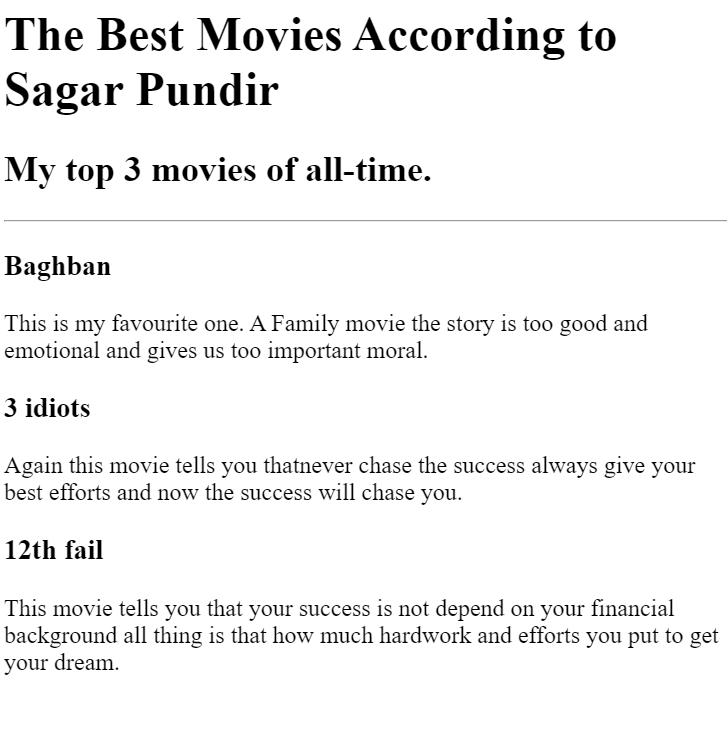 The Best Movies According to
Sagar Pundir
My top 3 movies of all-time.
Baghban
This is my favourite one. A Family movie the story is too good and
emotional and gives us too important moral.
3 idiots
Again this movie tells you thatnever chase the success always give your
best efforts and now the success will chase you.
12th fail
This movie tells you that your success is not depend on your financial
background all thing is that how much hardwork and efforts you put to get
your dream.